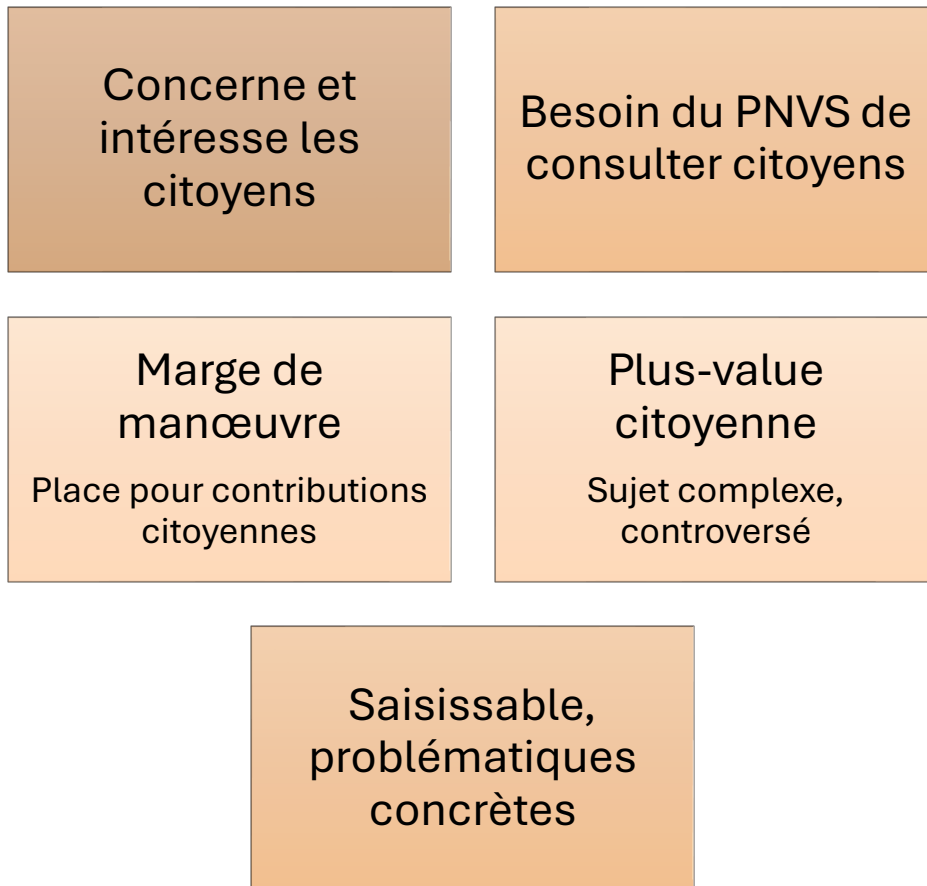 Concerne et
intéresse les
citoyens
Besoin du PNVS de
consulter citoyens
Marge de
manœuvre
Place pour contributions
citoyennes
Plus-value
citoyenne
Sujet complexe,
controversé
Saisissable,
problématiques
concrètes